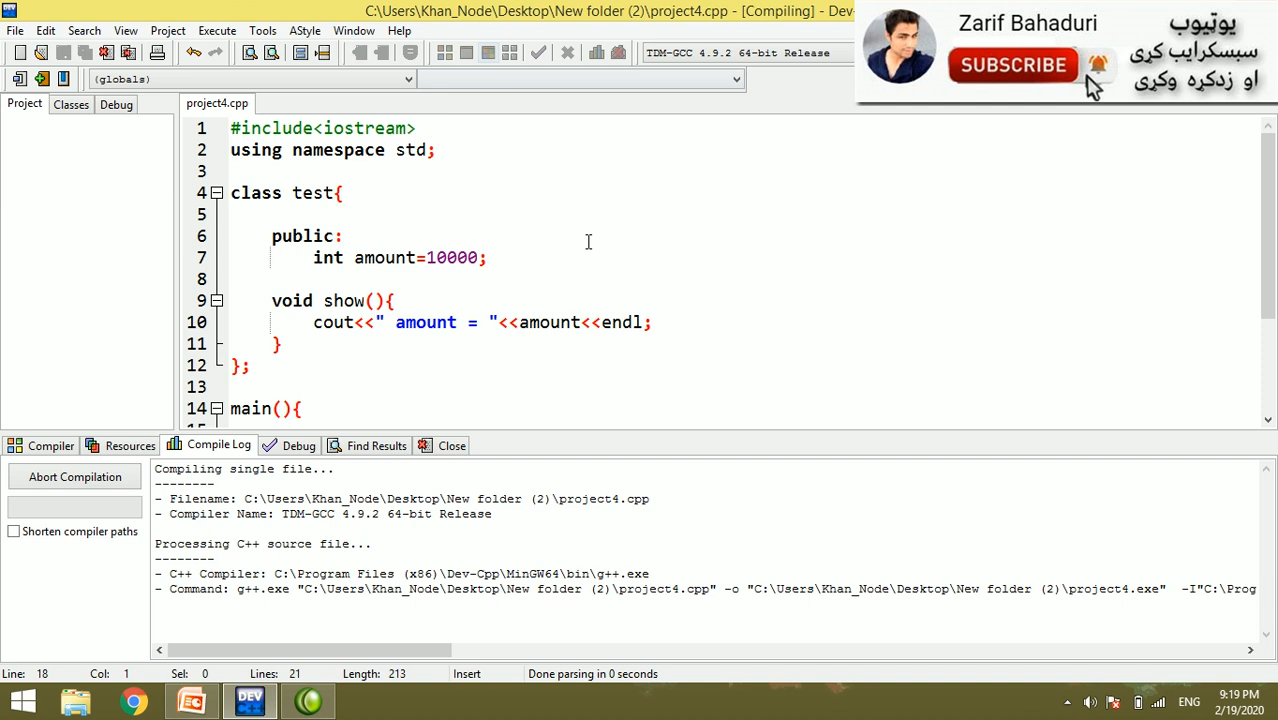 C:\Users\Khan_Node\Desktop\New folder (2)\project4.cpp - [Compiling] - Dev-
File Edit Search View Project Execute Tools AStyle Window Help
TDM-GCC 4.9.2 64-bit Release
(globals)
Zarif Bahaduri
SUBSCRIBE
یوټیوب
سبسکرایب کړی
او زدکړه وکړی
Project Classes Debug
project4.cpp
1 #include<iostream>
2 using namespace std;
3
4 class test{
5
6 public:
7 int amount=10000;
8
9 void show(){
10 cout<<" amount = "<<amount<<endl;
11 }
12 };
13
14 main(){
Compiler Resources Compile Log Debug Find Results Close
Abort Compilation
Shorten compiler paths
Compiling single file...
--------
- Filename: C:\Users\Khan_Node\Desktop\New folder (2)\project4.cpp
- Compiler Name: TDM-GCC 4.9.2 64-bit Release
Processing C++ source file...
--------
- C++ Compiler: C:\Program Files (x86)\Dev-Cpp\MinGW64\bin\g++.exe
- Command: g++.exe "C:\Users\Khan_Node\Desktop\New folder (2)\project4.cpp" -o "C:\Users\Khan_Node\Desktop\New folder (2)\project4.exe" -I"C:\Prog
Line: 18 Col: 1 Sel: 0 Lines: 21 Length: 213 Insert Done parsing in 0 seconds
DEV
ENG
9:19 PM
2/19/2020